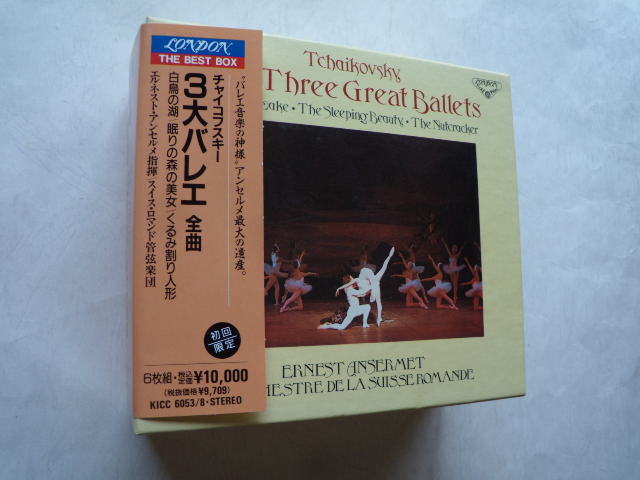 LONDON
THE BEST BOX
チャイコフスキー
3大バレエ 全曲
白鳥の湖/眠りの森の美女/くるみ割り人形
エルネスト・アンセルメ指揮・スイス・ロマンド管弦楽団
"バレエ音楽の神様"アンセルメ最大の遺産。
初回
限定
6枚組・税込定価¥10,000
(税抜価格¥9,709)
KICC 6053/8・STEREO
Tchaikovsky
Three Great Ballets
Lake・The Sleeping Beauty・The Nutcracker
LONDON
ERNEST ANSERMET
HESTRE DE LA SUISSE ROMANDE